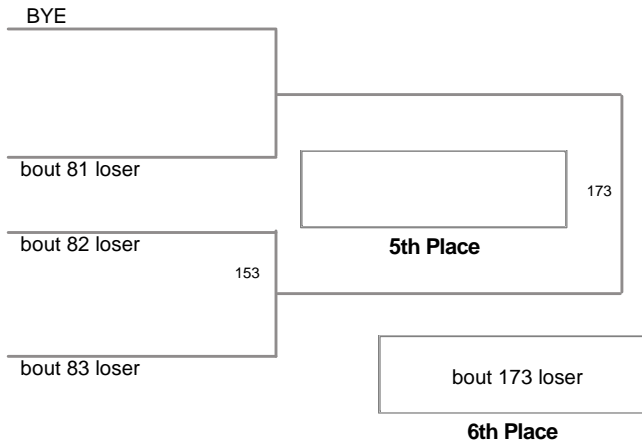 BYE
bout 81 loser
173
bout 82 loser
5th Place
153
bout 83 loser
bout 173 loser
6th Place